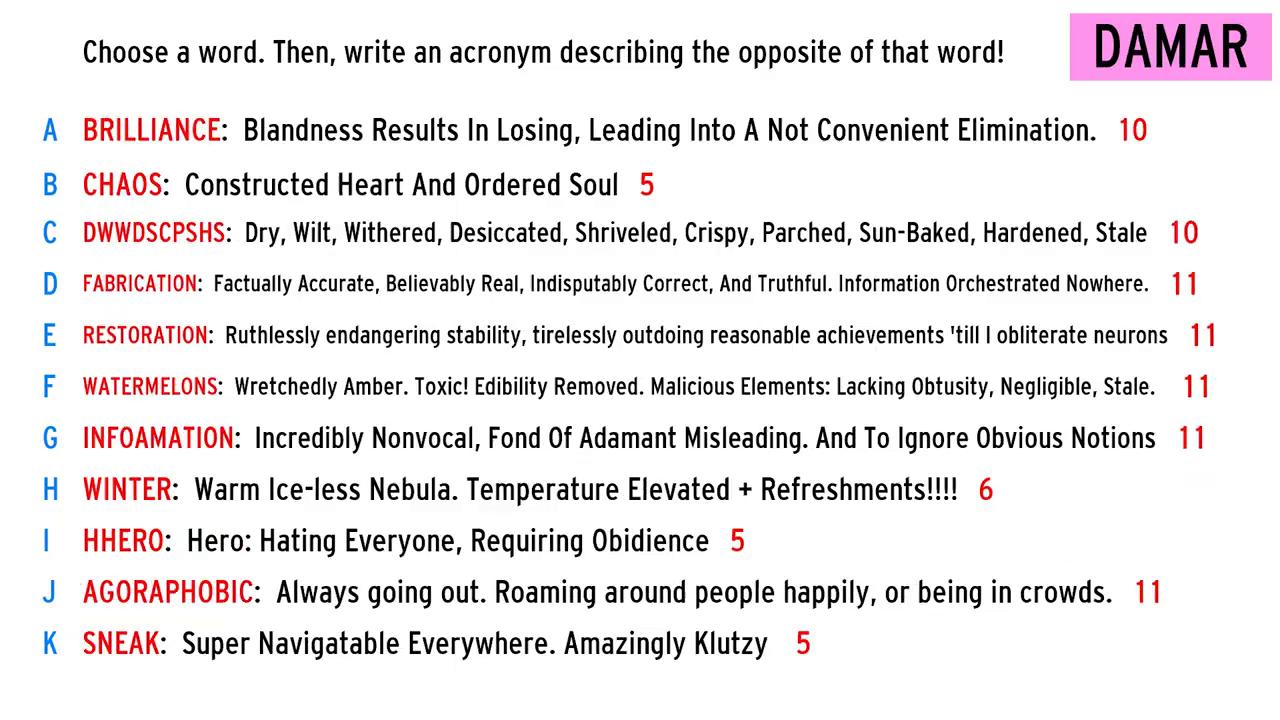 Choose a word. Then, write an acronym describing the opposite of that word!
DAMAR
A BRILLIANCE: Blandness Results In Losing, Leading Into A Not Convenient Elimination. 10
B CHAOS: Constructed Heart And Ordered Soul 5
C DWWDSCPSHS: Dry, Wilt, Withered, Desiccated, Shriveled, Crispy, Parched, Sun-Baked, Hardened, Stale 10
D FABRICATION: Factually Accurate, Believably Real, Indisputably Correct, And Truthful. Information Orchestrated Nowhere. 11
E RESTORATION: Ruthlessly endangering stability, tirelessly outdoing reasonable achievements 'till I obliterate neurons 11
F WATERMELONS: Wretchedly Amber. Toxic! Edibility Removed. Malicious Elements: Lacking Obtusity, Negligible, Stale. 11
G INFOAMATION: Incredibly Nonvocal, Fond Of Adamant Misleading. And To Ignore Obvious Notions 11
H WINTER: Warm Ice-less Nebula. Temperature Elevated + Refreshments!!!! 6
I HHERO: Hero: Hating Everyone, Requiring Obidience 5
J AGORAPHOBIC: Always going out. Roaming around people happily, or being in crowds. 11
K SNEAK: Super Navigatable Everywhere. Amazingly Klutzy 5